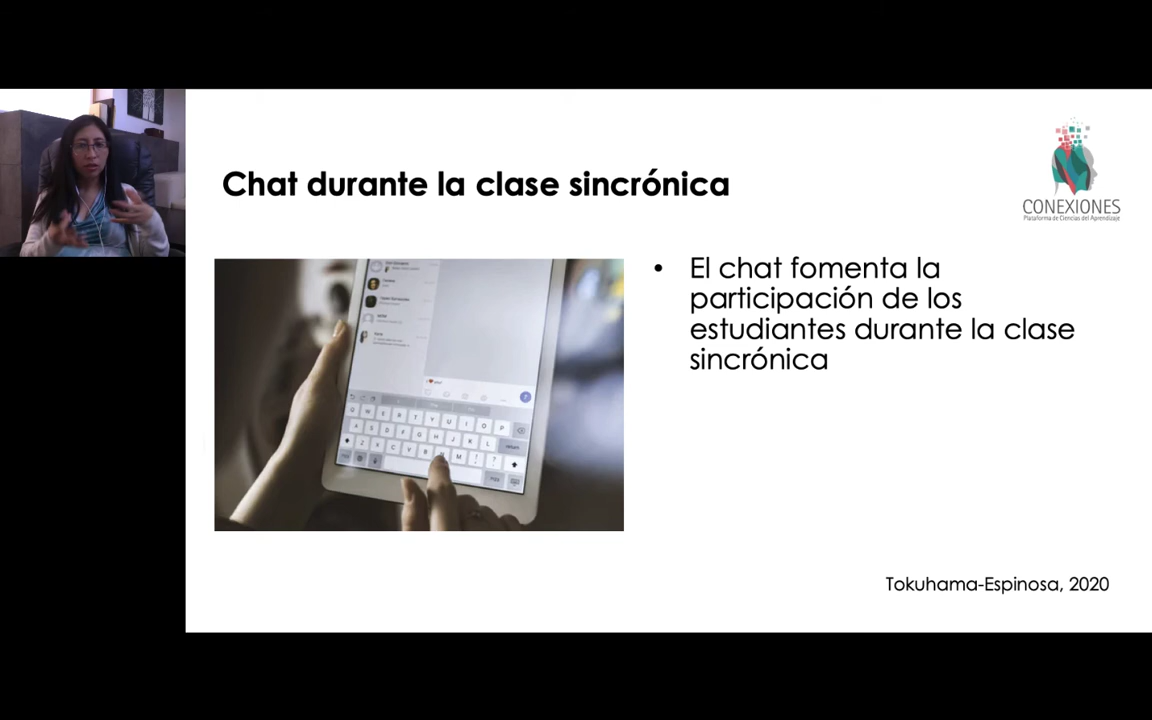 Chat durante la clase sincrónica
CONEXIONES
Plataforma de Ciencias del Aprendizaje
• El chat fomenta la
participación de los
estudiantes durante la clase
sincrónica
Q W E R T Y U I O P
A S D F G H J K L
return
Z X C V B N M ! ?
Tokuhama-Espinosa, 2020